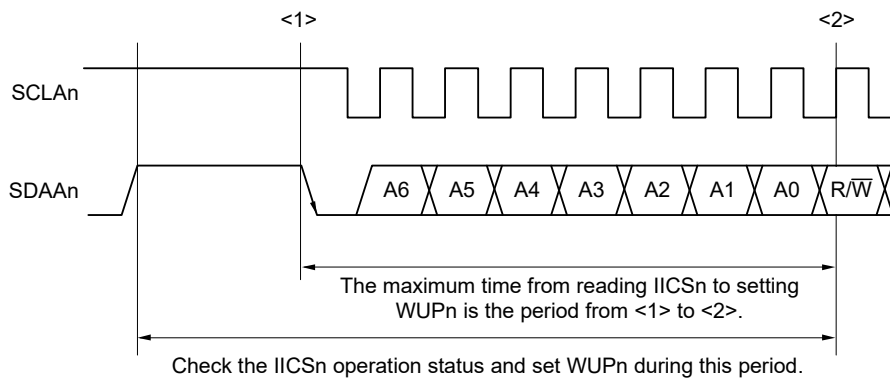 <1> <2>
SCLAn
SDAAn A6 A5 A4 A3 A2 A1 A0 R/W̅
The maximum time from reading IICSn to setting
WUPn is the period from <1> to <2>.
Check the IICSn operation status and set WUPn during this period.